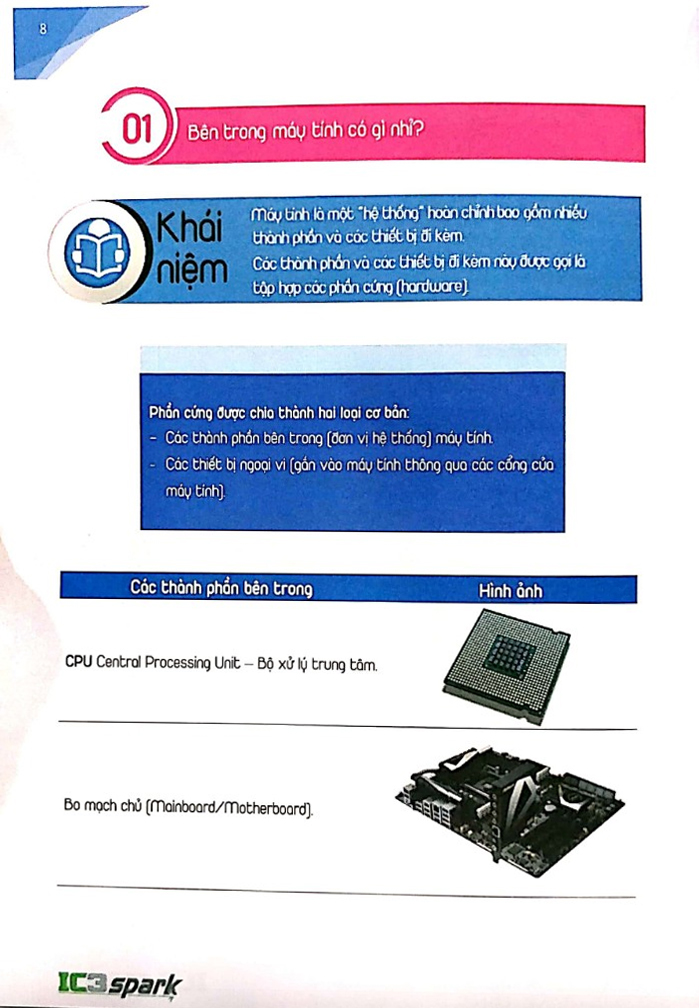 8
01
Bên trong máy tính có gì nhỉ?
Khái
niệm
Máy tính là một "hệ thống" hoàn chỉnh bao gồm nhiều
thành phần và các thiết bị đi kèm.
Các thành phần và các thiết bị đi kèm này được gọi là
tập hợp các phần cứng (hardware).
Phần cứng được chia thành hai loại cơ bản:
- Các thành phần bên trong (đơn vị hệ thống) máy tính.
- Các thiết bị ngoại vi (gắn vào máy tính thông qua các cổng của
máy tính).
Các thành phần bên trong Hình ảnh
CPU Central Processing Unit – Bộ xử lý trung tâm.
Bo mạch chủ (Mainboard/Motherboard).
IC3 spark